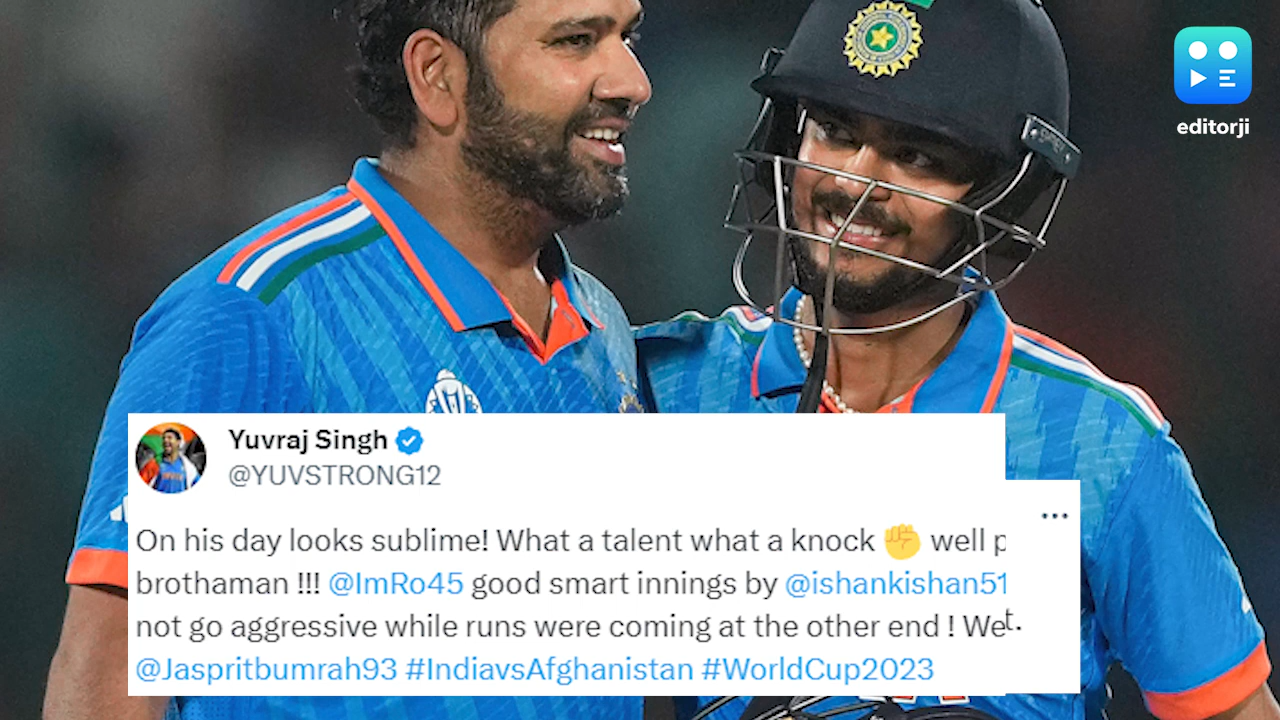 editorji
Yuvraj Singh
@YUVSTRONG12
On his day looks sublime! What a talent what a knock ✊ well p
brothaman !!! @ImRo45 good smart innings by @ishankishan51
not go aggressive while runs were coming at the other end ! We t.
@Jaspritbumrah93 #IndiavsAfghanistan #WorldCup2023